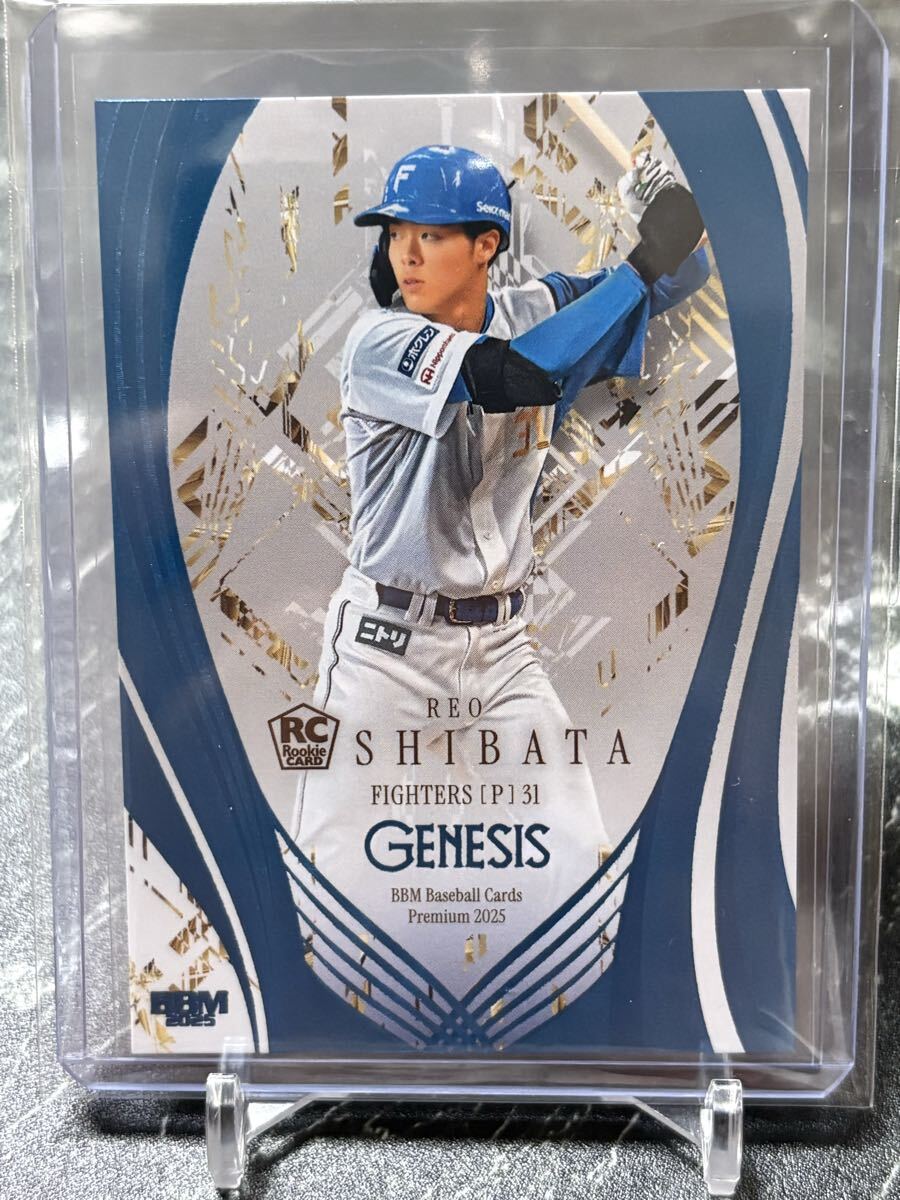 F
Seicomart
ホクレン
Nipponham
31
ニトリ
REO
RC
Rookie
CARD
SHIBATA
FIGHTERS [P] 31
GENESIS
BBM Baseball Cards
Premium 2025
BBM
2025